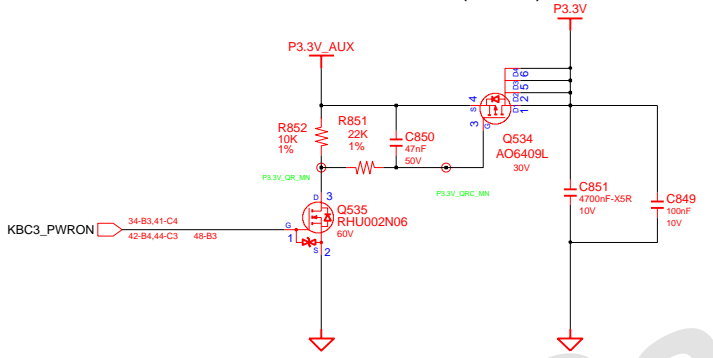 P3.3V
P3.3V_AUX
D4 6
D3 5
D2 2
D1 1
4
S
3
G
Q534
AO6409L
30V
R852
10K
1%
R851
22K
1%
C850
47nF
50V
P3.3V_QR_MN
P3.3V_QRC_MN
C851
4700nF-X5R
10V
C849
100nF
10V
D 3
Q535
RHU002N06
60V
G
1
S 2
KBC3_PWRON
34-B3,41-C4
42-B4,44-C3 48-B3